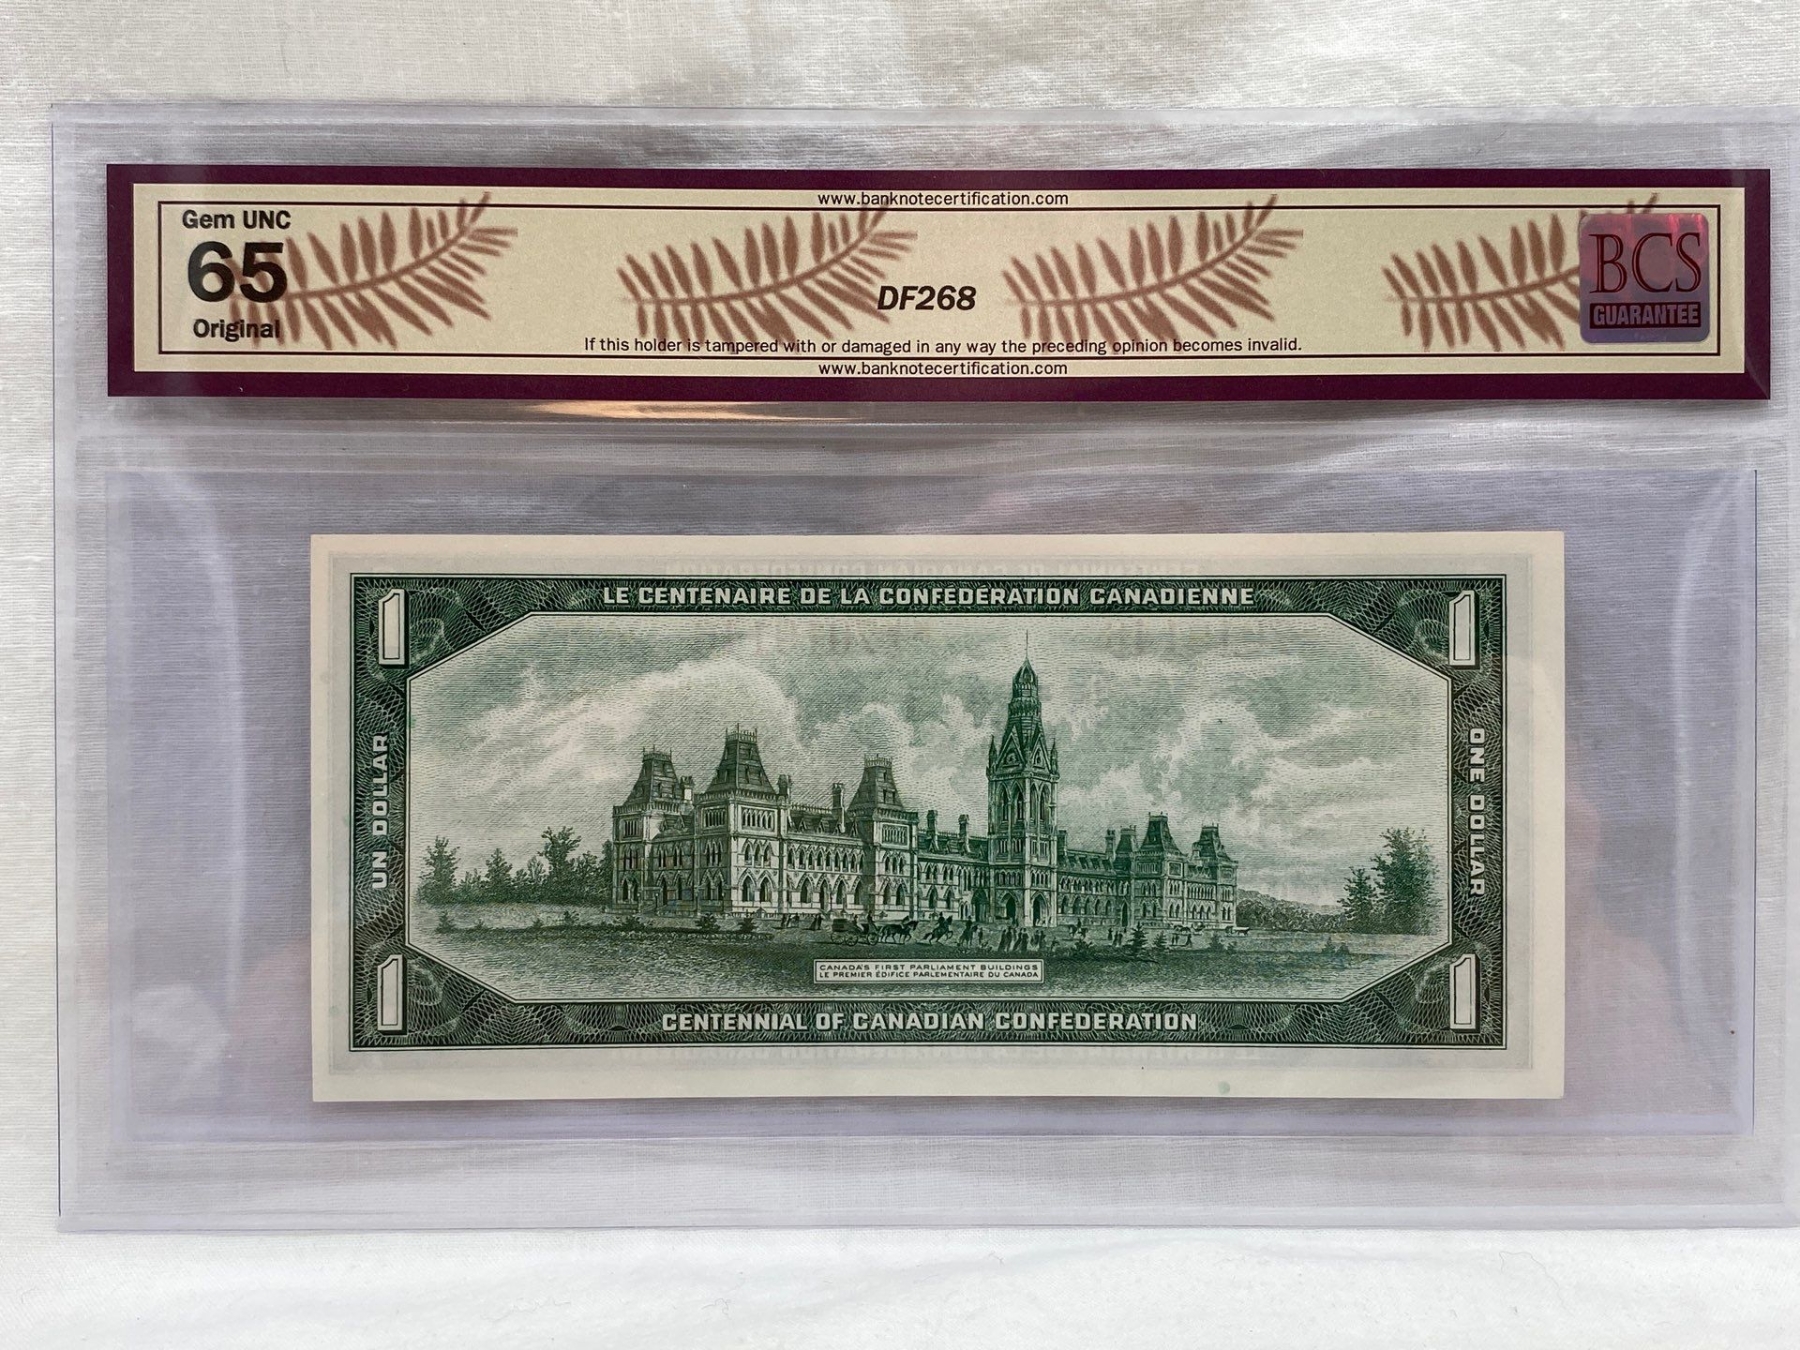 www.banknotecertification.com
Gem UNC
65
Original
DF268
BCS
GUARANTEE
If this holder is tampered with or damaged in any way the preceding opinion becomes invalid.
www.banknotecertification.com
1
LE CENTENAIRE DE LA CONFÉDÉRATION CANADIENNE
1
UN DOLLAR
ONE DOLLAR
CANADA'S FIRST PARLIAMENT BUILDINGS
LE PREMIER ÉDIFICE PARLEMENTAIRE DU CANADA
1
CENTENNIAL OF CANADIAN CONFEDERATION
1